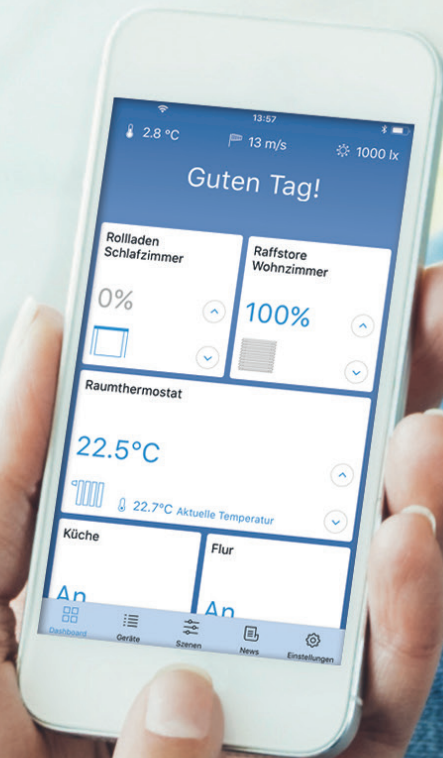 13:57
2.8 °C
13 m/s
1000 lx
Guten Tag!
Rollladen
Schlafzimmer
0%
Raffstore
Wohnzimmer
100%
Raumthermostat
22.5°C
22.7°C Aktuelle Temperatur
Küche
An
Flur
An
Dashboard
Geräte
Szenen
News
Einstellungen